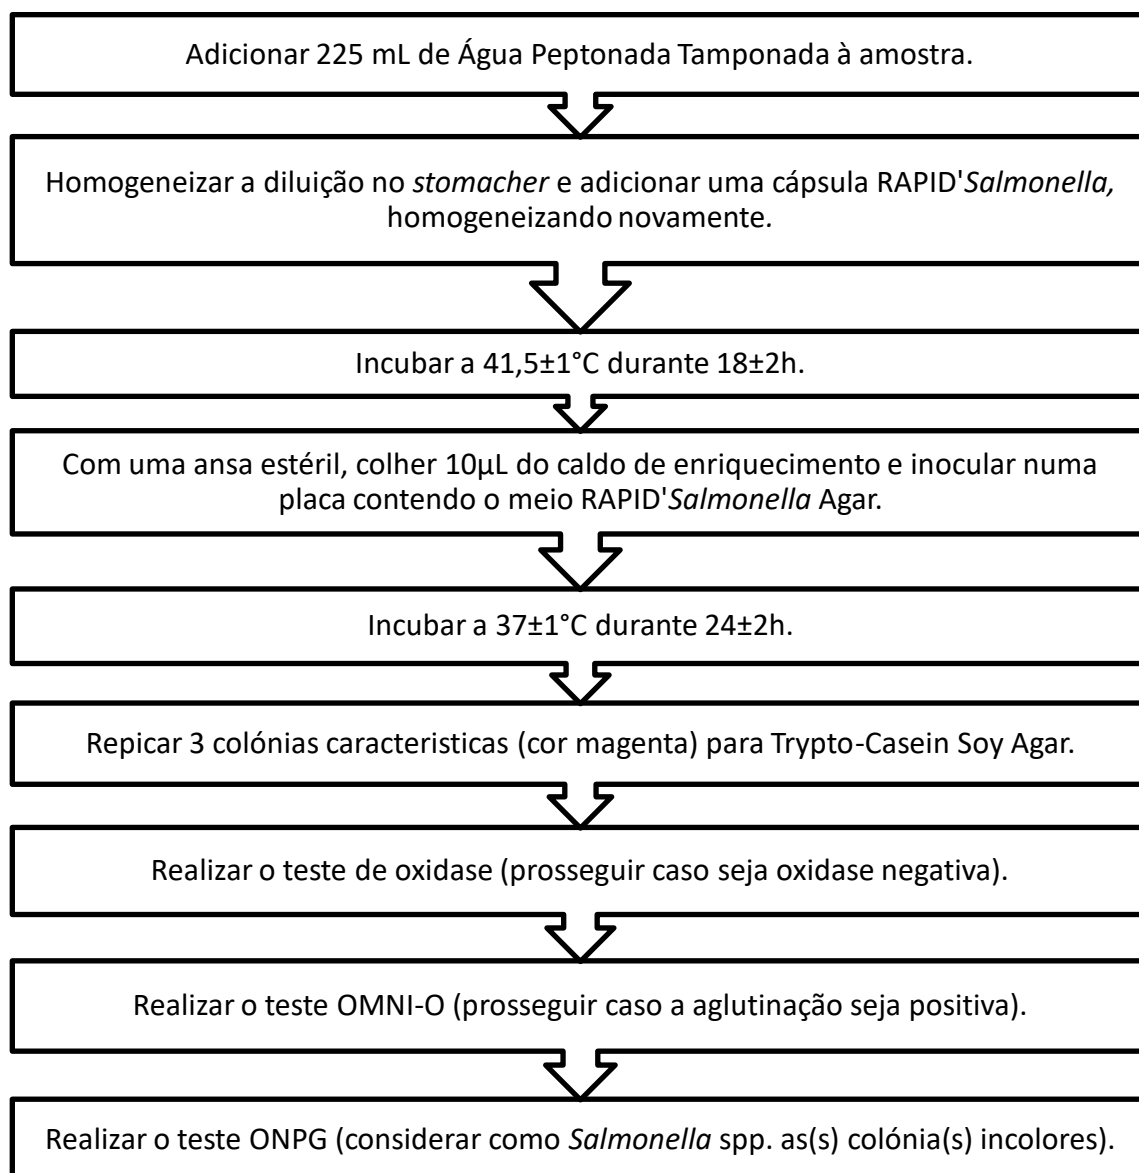 Adicionar 225 mL de Água Peptonada Tamponada à amostra.
Homogeneizar a diluição no stomacher e adicionar uma cápsula RAPID'Salmonella,
homogeneizando novamente.
Incubar a 41,5±1°C durante 18±2h.
Com uma ansa estéril, colher 10µL do caldo de enriquecimento e inocular numa
placa contendo o meio RAPID'Salmonella Agar.
Incubar a 37±1°C durante 24±2h.
Repicar 3 colónias caracteristicas (cor magenta) para Trypto-Casein Soy Agar.
Realizar o teste de oxidase (prosseguir caso seja oxidase negativa).
Realizar o teste OMNI-O (prosseguir caso a aglutinação seja positiva).
Realizar o teste ONPG (considerar como Salmonella spp. as(s) colónia(s) incolores).